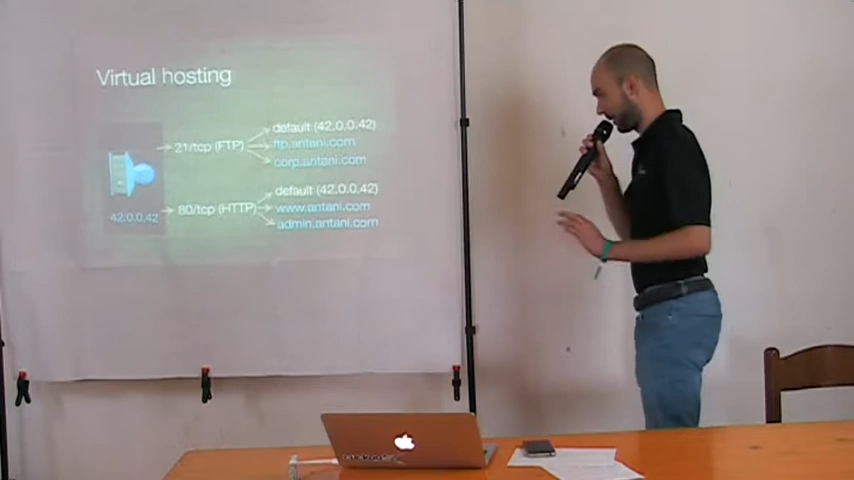 Virtual hosting
default (42.0.0.42)
21/tcp (FTP)
ftp.antani.com
corp.antani.com
default (42.0.0.42)
80/tcp (HTTP)
www.antani.com
42.0.0.42
admin.antani.com